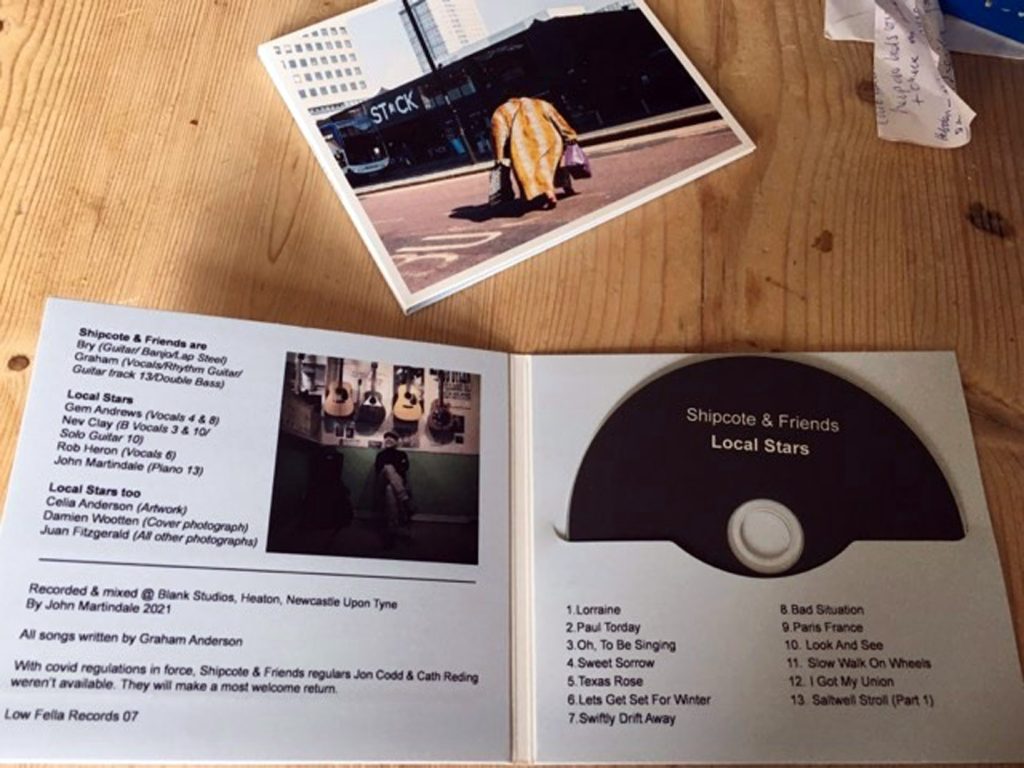 STACK
Shipcote & Friends are
Bry (Guitar/ Banjo/Lap Steel)
Graham (Vocals/Rhythm Guitar/
Guitar track 13/Double Bass)
Local Stars
Gem Andrews (Vocals 4 & 8)
Nev Clay (B Vocals 3 & 10/
Solo Guitar 10)
Rob Heron (Vocals 6)
John Martindale (Piano 13)
Local Stars too
Celia Anderson (Artwork)
Damien Wootten (Cover photograph)
Juan Fitzgerald (All other photographs)
Recorded & mixed @ Blank Studios, Heaton, Newcastle Upon Tyne
By John Martindale 2021
All songs written by Graham Anderson
With covid regulations in force, Shipcote & Friends regulars Jon Codd & Cath Reding
weren't available. They will make a most welcome return.
Low Fella Records 07
Shipcote & Friends
Local Stars
1.Lorraine
2.Paul Torday
3.Oh, To Be Singing
4.Sweet Sorrow
5.Texas Rose
6.Lets Get Set For Winter
7.Swiftly Drift Away
8.Bad Situation
9.Paris France
10. Look And See
11. Slow Walk On Wheels
12. I Got My Union
13. Saltwell Stroll (Part 1)